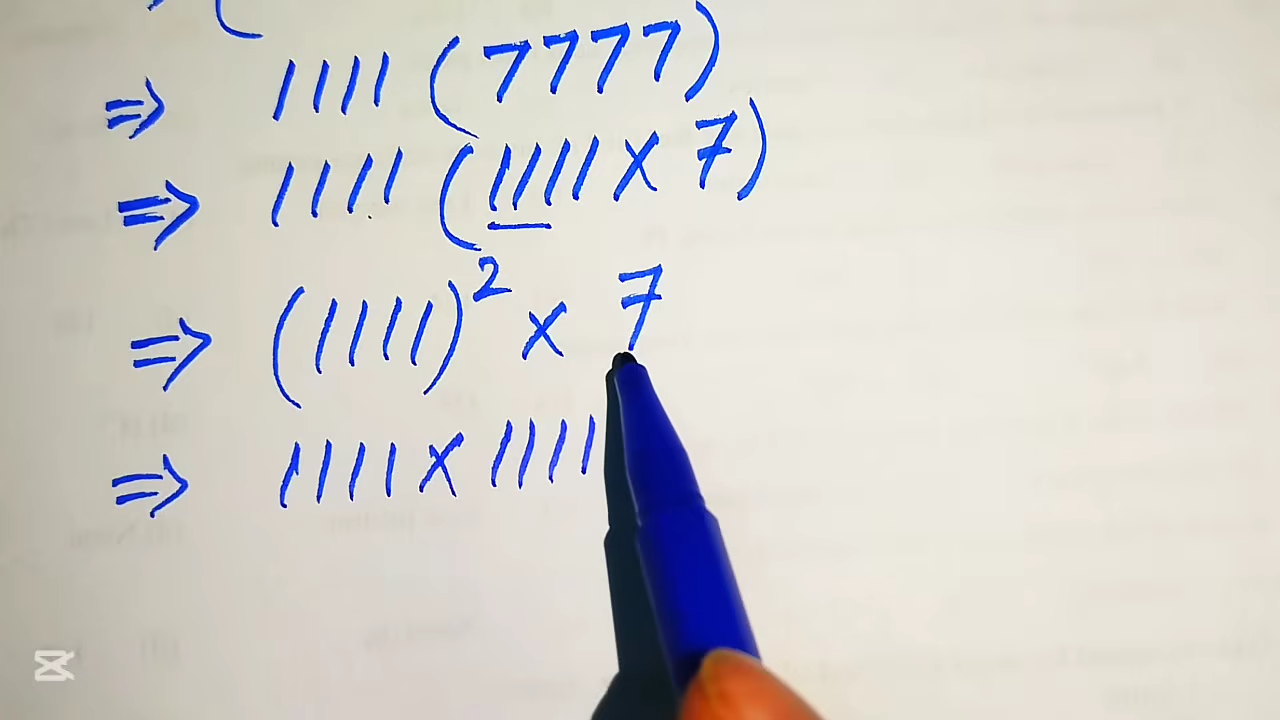 ⇒ 1111 (7777)
⇒ 1111 (1111 x 7)
⇒ (1111)² x 7
⇒ 1111 x 1111